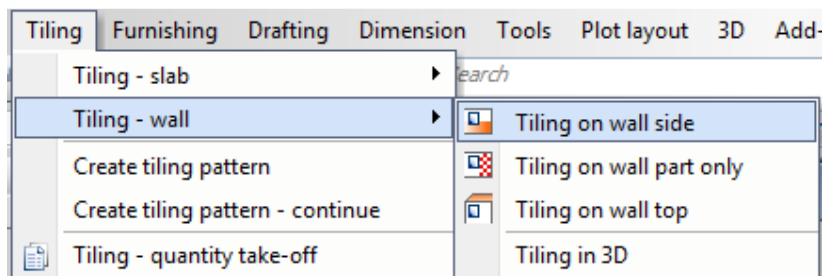 Tiling Furnishing Drafting Dimension Tools Plot layout 3D Add-
Tiling - slab
earch
Tiling - wall
Tiling on wall side
Create tiling pattern
Tiling on wall part only
Create tiling pattern - continue
Tiling on wall top
Tiling - quantity take-off
Tiling in 3D